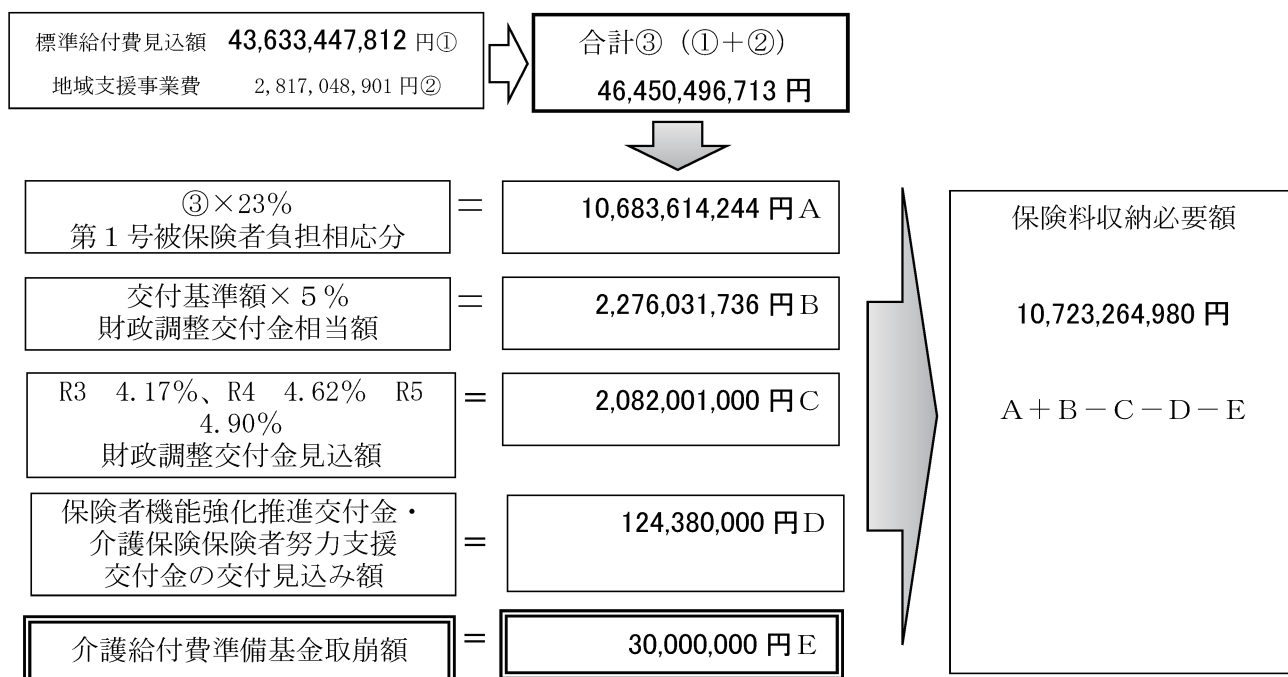 標準給付費見込額 43,633,447,812 円①
地域支援事業費 2,817,048,901 円②
合計③（①＋②）
46,450,496,713 円
③×23％
第１号被保険者負担相応分
＝
10,683,614,244 円Ａ
交付基準額×５％
財政調整交付金相当額
＝
2,276,031,736 円Ｂ
R3 4.17％、R4 4.62％ R5
4.90％
財政調整交付金見込額
＝
2,082,001,000 円Ｃ
保険者機能強化推進交付金・
介護保険保険者努力支援
交付金の交付見込み額
＝
124,380,000 円Ｄ
介護給付費準備基金取崩額
＝
30,000,000 円Ｅ
保険料収納必要額
10,723,264,980 円
Ａ＋Ｂ－Ｃ－Ｄ－Ｅ